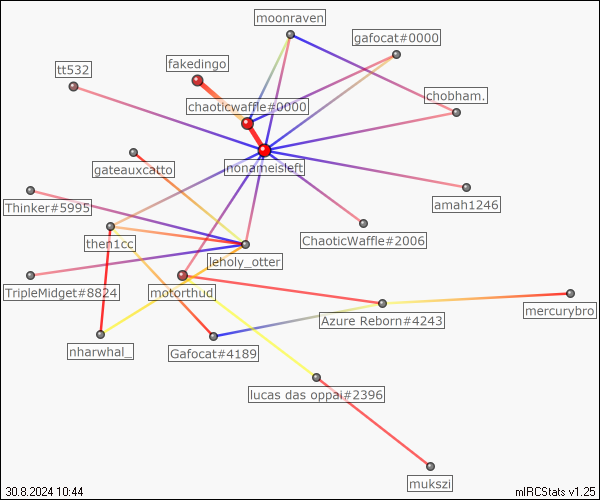 moonraven
gafocat#0000
fakedingo
tt532
chobham.
chaoticwaffle#0000
gateauxcatto
nonameisleft
Thinker#5995
amah1246
ChaoticWaffle#2006
then1cc
leholy_otter
TripleMidget#8824
motorthud
mercurybro
Azure Reborn#4243
nharwhal_
Gafocat#4189
lucas das oppai#2396
mukszi
30.8.2024 10:44
mIRCStats v1.25